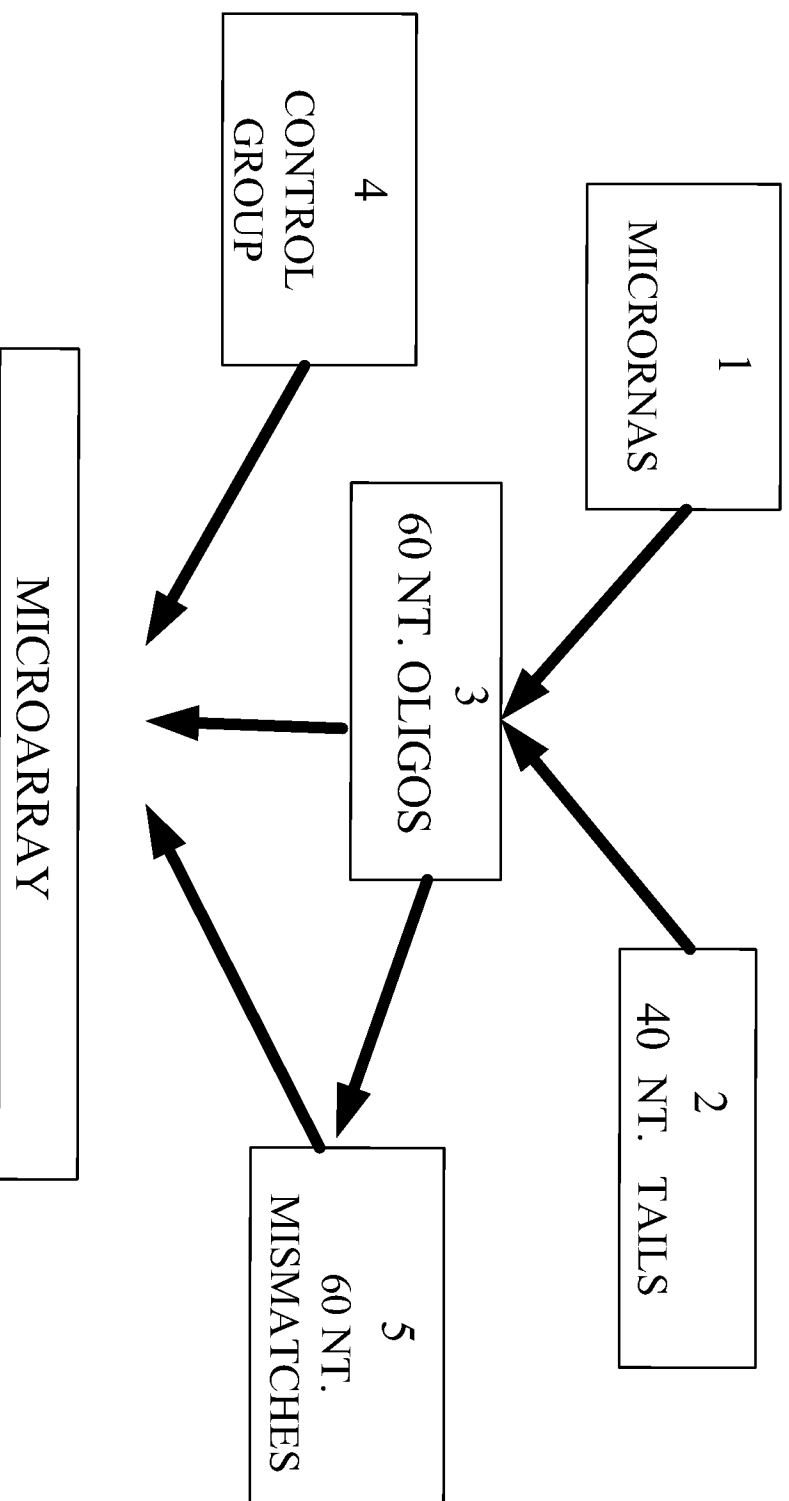 1
MICRORNAS
2
40 NT. TAILS
3
60 NT. OLIGOS
4
CONTROL
GROUP
5
60 NT.
MISMATCHES
MICROARRAY